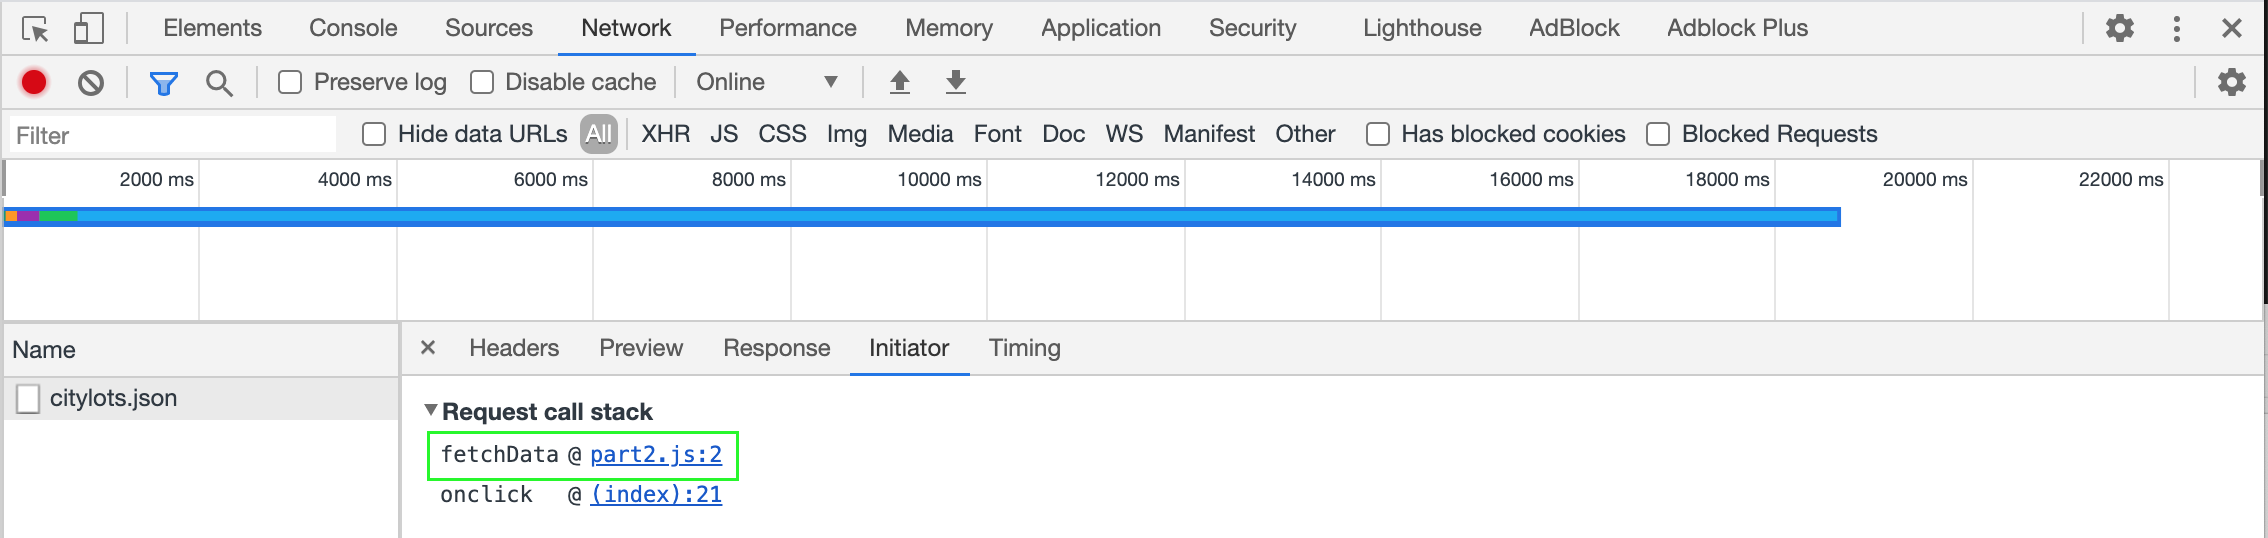 Elements Console Sources Network Performance Memory Application Security Lighthouse AdBlock Adblock Plus
Preserve log Disable cache Online
Filter Hide data URLs All XHR JS CSS Img Media Font Doc WS Manifest Other Has blocked cookies Blocked Requests
2000 ms 4000 ms 6000 ms 8000 ms 10000 ms 12000 ms 14000 ms 16000 ms 18000 ms 20000 ms 22000 ms
Name
citylots.json
Headers Preview Response Initiator Timing
Request call stack
fetchData @ part2.js:2
onclick @ (index):21